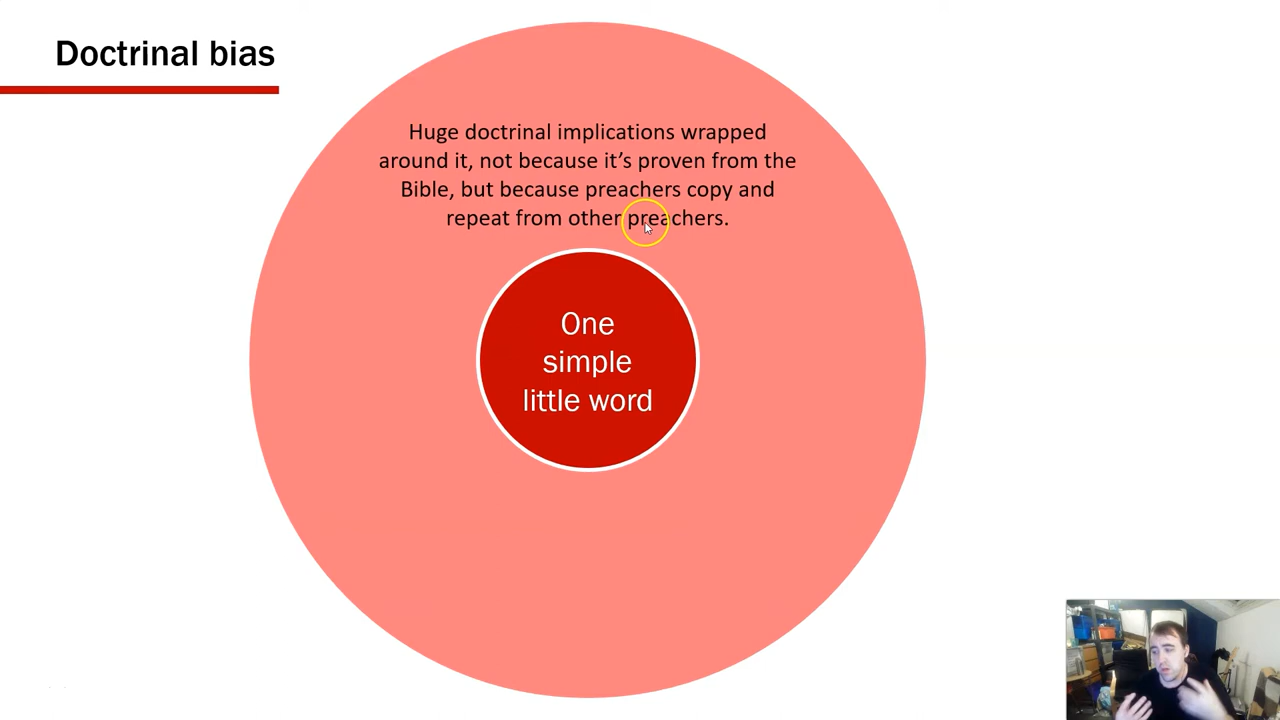 Doctrinal bias
Huge doctrinal implications wrapped
around it, not because it’s proven from the
Bible, but because preachers copy and
repeat from other preachers.
One
simple
little word